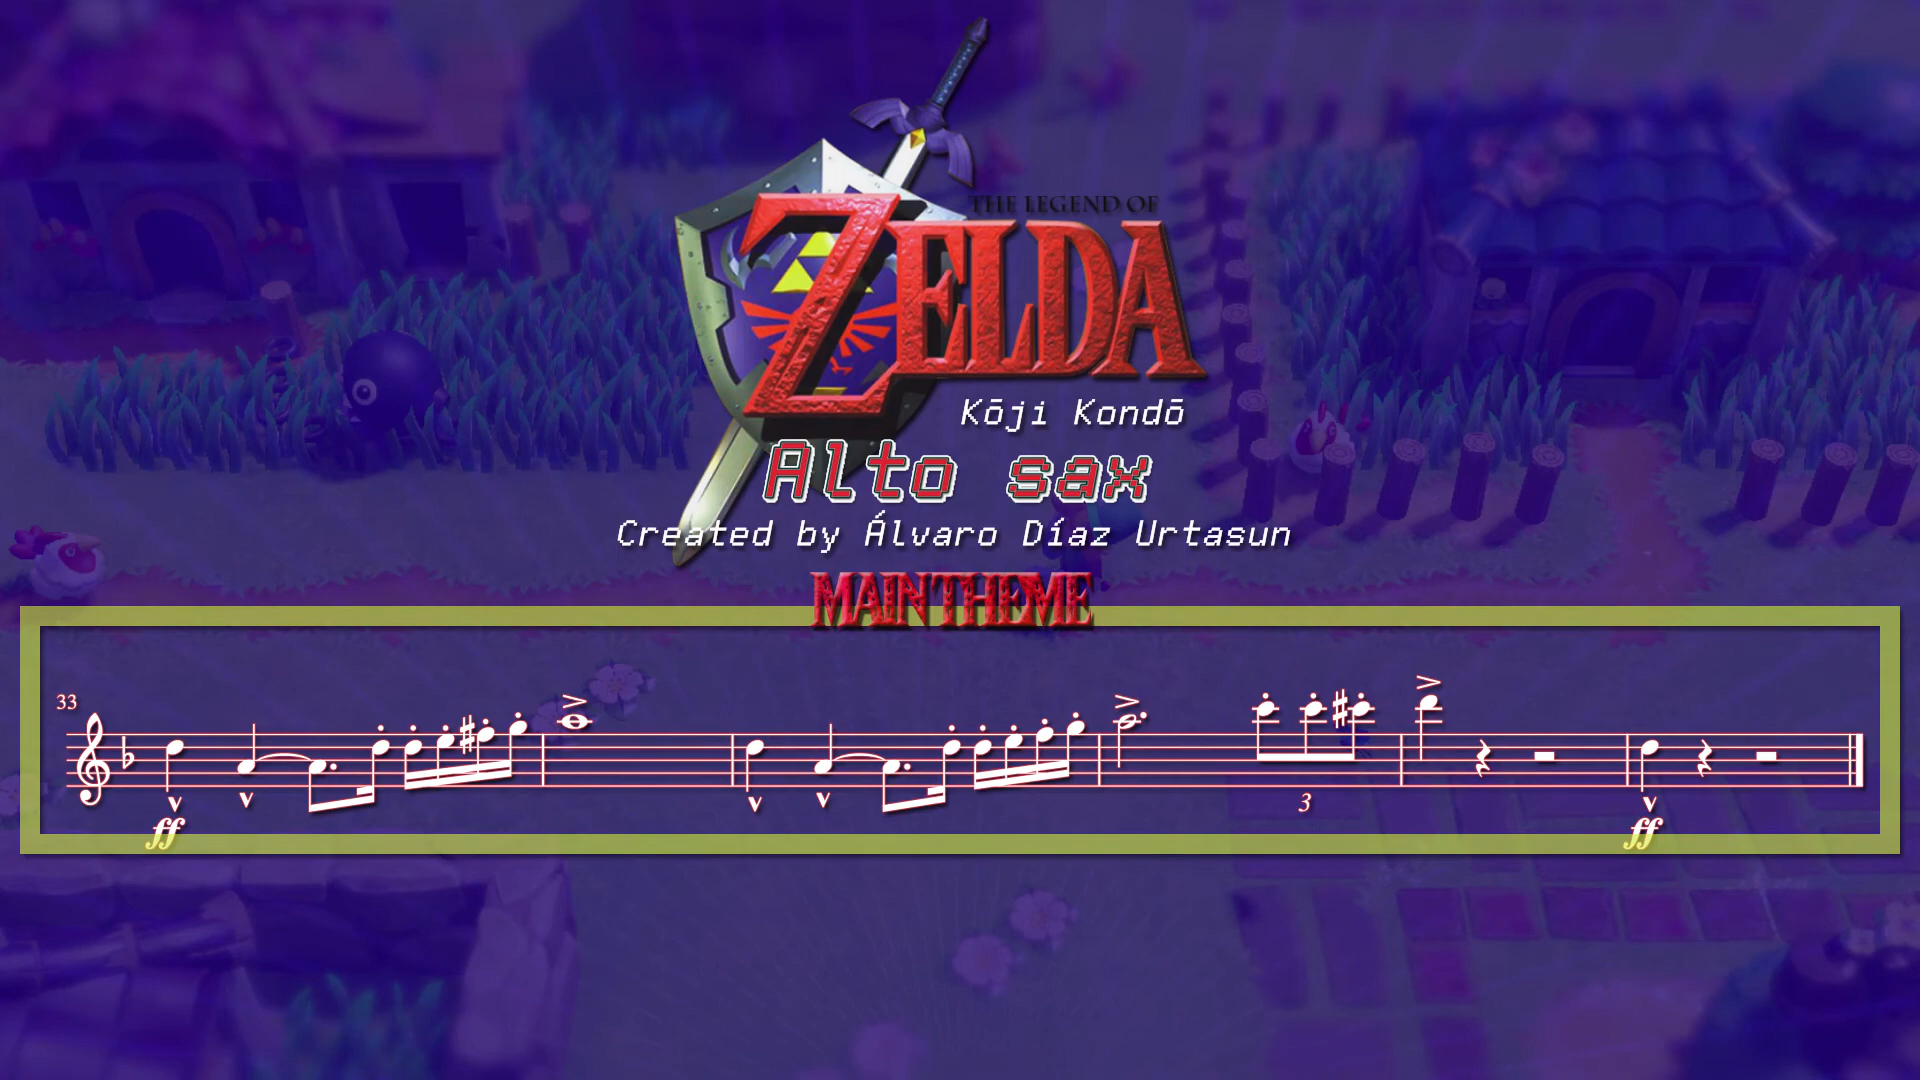 THE LEGEND OF
ZELDA
Kōji Kondō
Alto sax
Created by Álvaro Díaz Urtasun
MAIN THEME
33
3
ff ff